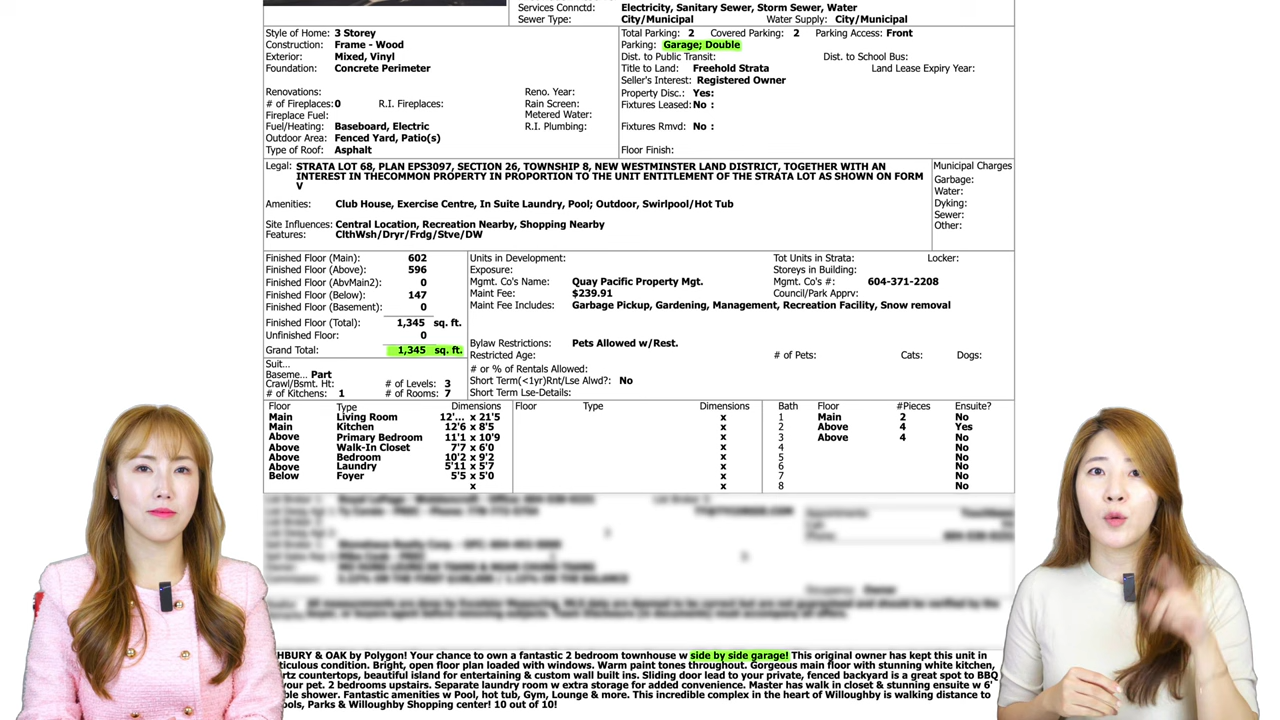 Services Connctd: Electricity, Sanitary Sewer, Storm Sewer, Water
Sewer Type: City/Municipal Water Supply: City/Municipal
Style of Home: 3 Storey
Construction: Frame - Wood
Exterior: Mixed, Vinyl
Foundation: Concrete Perimeter
Renovations: Reno. Year:
# of Fireplaces: 0 R.I. Fireplaces: Rain Screen:
Fireplace Fuel: Metered Water:
Fuel/Heating: Baseboard, Electric R.I. Plumbing:
Outdoor Area: Fenced Yard, Patio(s)
Type of Roof: Asphalt
Total Parking: 2 Covered Parking: 2 Parking Access: Front
Parking: Garage; Double
Dist. to Public Transit: Dist. to School Bus:
Title to Land: Freehold Strata Land Lease Expiry Year:
Seller's Interest: Registered Owner
Property Disc.: Yes:
Fixtures Leased: No :
Fixtures Rmvd: No :
Floor Finish:
Legal: STRATA LOT 68, PLAN EPS3097, SECTION 26, TOWNSHIP 8, NEW WESTMINSTER LAND DISTRICT, TOGETHER WITH AN
INTEREST IN THECOMMON PROPERTY IN PROPORTION TO THE UNIT ENTITLEMENT OF THE STRATA LOT AS SHOWN ON FORM
V
Amenities: Club House, Exercise Centre, In Suite Laundry, Pool; Outdoor, Swirlpool/Hot Tub
Site Influences: Central Location, Recreation Nearby, Shopping Nearby
Features: ClthWsh/Dryr/Frdg/Stve/DW
Municipal Charges
Garbage:
Water:
Dyking:
Sewer:
Other:
Finished Floor (Main): 602
Finished Floor (Above): 596
Finished Floor (AbvMain2): 0
Finished Floor (Below): 147
Finished Floor (Basement): 0
Finished Floor (Total): 1,345 sq. ft.
Unfinished Floor: 0
Grand Total: 1,345 sq. ft.
Suit...
Baseme... Part
Crawl/Bsmt. Ht: # of Levels: 3
# of Kitchens: 1 # of Rooms: 7
Units in Development: Tot Units in Strata: Locker:
Exposure: Storeys in Building:
Mgmt. Co's Name: Quay Pacific Property Mgt. Mgmt. Co's #: 604-371-2208
Maint Fee: $239.91 Council/Park Apprv:
Maint Fee Includes: Garbage Pickup, Gardening, Management, Recreation Facility, Snow removal
Bylaw Restrictions: Pets Allowed w/Rest.
Restricted Age: # of Pets: Cats: Dogs:
# or % of Rentals Allowed:
Short Term(<1yr)Rnt/Lse Alwd?: No
Short Term Lse-Details:
Floor Type Dimensions Floor Type Dimensions Bath Floor #Pieces Ensuite?
Main Living Room 12'... x 21'5 x 1 Main 2 No
Main Kitchen 12'6 x 8'5 x 2 Above 4 Yes
Above Primary Bedroom 11'1 x 10'9 x 3 Above 4 No
Above Walk-In Closet 7'7 x 6'0 x 4 No
Above Bedroom 10'2 x 9'2 x 5 No
Above Laundry 5'11 x 5'7 x 6 No
Below Foyer 5'5 x 5'0 x 7 No
x x 8 No
HBURY & OAK by Polygon! Your chance to own a fantastic 2 bedroom townhouse w side by side garage! This original owner has kept this unit in
ticulous condition. Bright, open floor plan loaded with windows. Warm paint tones throughout. Gorgeous main floor with stunning white kitchen,
rtz countertops, beautiful island for entertaining & custom wall built ins. Sliding door lead to your private, fenced backyard is a great spot to BBQ
your pet. 2 bedrooms upstairs. Separate laundry room w extra storage for added convenience. Master has walk in closet & stunning ensuite w 6'
ble shower. Fantastic amenities w Pool, hot tub, Gym, Lounge & more. This incredible complex in the heart of Willoughby is walking distance to
ools, Parks & Willoughby Shopping center! 10 out of 10!